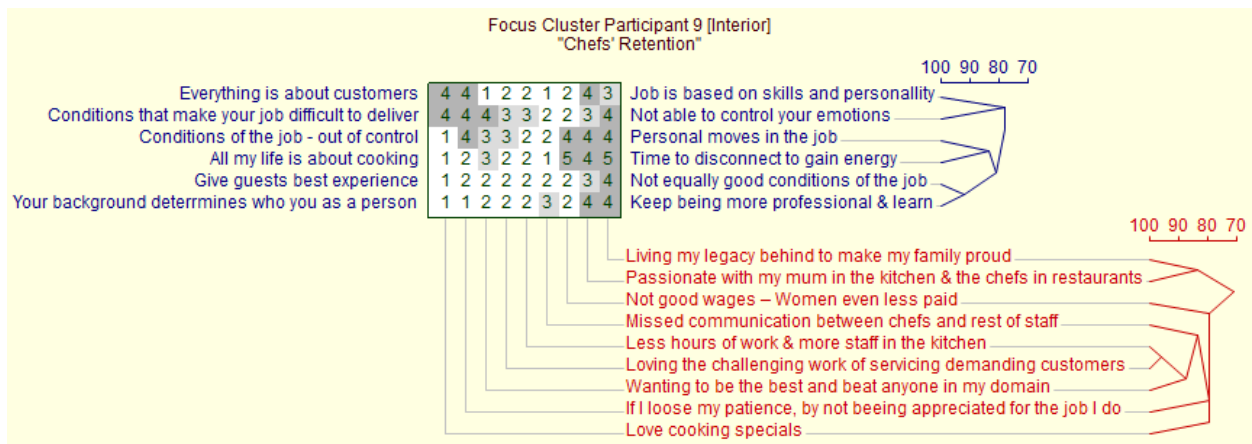 Focus Cluster Participant 9 [Interior]
"Chefs' Retention"
100 90 80 70
Everything is about customers 4 4 1 2 2 1 2 4 3 Job is based on skills and personallity
Conditions that make your job difficult to deliver 4 4 4 3 3 2 2 3 4 Not able to control your emotions
Conditions of the job - out of control 1 4 3 3 2 2 4 4 4 Personal moves in the job
All my life is about cooking 1 2 3 2 2 1 5 4 5 Time to disconnect to gain energy
Give guests best experience 1 2 2 2 2 2 2 3 4 Not equally good conditions of the job
Your background deterrmines who you as a person 1 1 2 2 2 3 2 4 4 Keep being more professional & learn
100 90 80 70
Living my legacy behind to make my family proud
Passionate with my mum in the kitchen & the chefs in restaurants
Not good wages – Women even less paid
Missed communication between chefs and rest of staff
Less hours of work & more staff in the kitchen
Loving the challenging work of servicing demanding customers
Wanting to be the best and beat anyone in my domain
If I loose my patience, by not beeing appreciated for the job I do
Love cooking specials